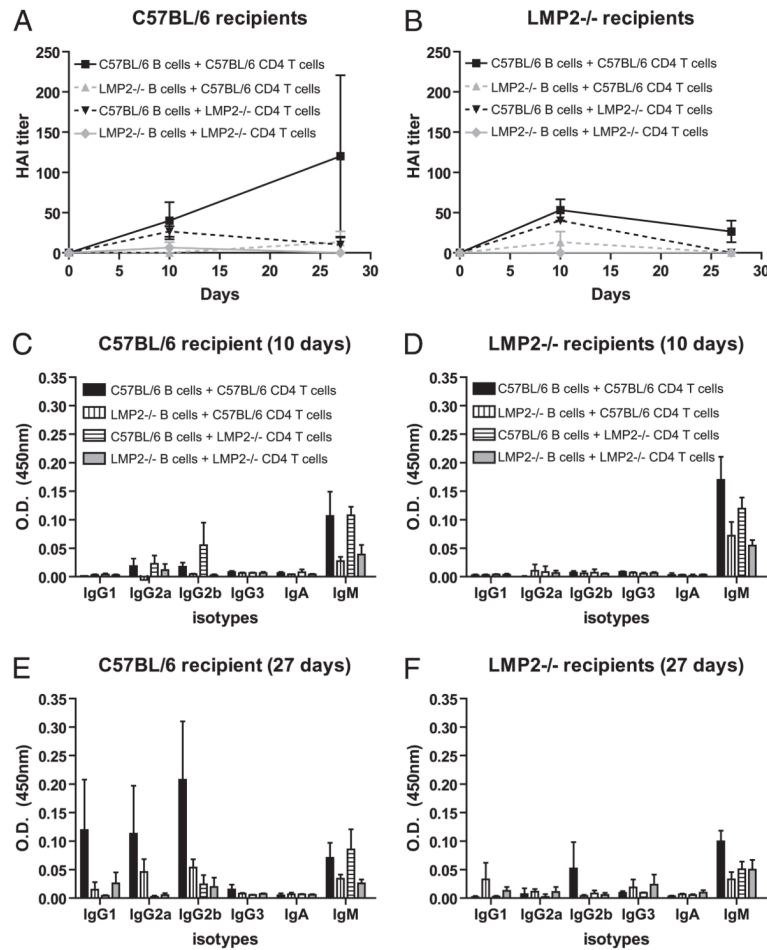 A
C57BL/6 recipients
250
200
150
100
50
0
HAI titer
C57BL/6 B cells + C57BL/6 CD4 T cells
LMP2-/- B cells + C57BL/6 CD4 T cells
C57BL/6 B cells + LMP2-/- CD4 T cells
LMP2-/- B cells + LMP2-/- CD4 T cells
0 5 10 15 20 25 30
Days
B
LMP2-/- recipients
250
200
150
100
50
0
HAI titer
C57BL/6 B cells + C57BL/6 CD4 T cells
LMP2-/- B cells + C57BL/6 CD4 T cells
C57BL/6 B cells + LMP2-/- CD4 T cells
LMP2-/- B cells + LMP2-/- CD4 T cells
0 5 10 15 20 25 30
Days
C
C57BL/6 recipient (10 days)
0.35
0.30
0.25
0.20
0.15
0.10
0.05
0.00
O.D. (450nm)
C57BL/6 B cells + C57BL/6 CD4 T cells
LMP2-/- B cells + C57BL/6 CD4 T cells
C57BL/6 B cells + LMP2-/- CD4 T cells
LMP2-/- B cells + LMP2-/- CD4 T cells
IgG1 IgG2a IgG2b IgG3 IgA IgM
isotypes
D
LMP2-/- recipients (10 days)
0.35
0.30
0.25
0.20
0.15
0.10
0.05
0.00
O.D. (450nm)
C57BL/6 B cells + C57BL/6 CD4 T cells
LMP2-/- B cells + C57BL/6 CD4 T cells
C57BL/6 B cells + LMP2-/- CD4 T cells
LMP2-/- B cells + LMP2-/- CD4 T cells
IgG1 IgG2a IgG2b IgG3 IgA IgM
isotypes
E
C57BL/6 recipient (27 days)
0.35
0.30
0.25
0.20
0.15
0.10
0.05
0.00
O.D. (450nm)
IgG1 IgG2a IgG2b IgG3 IgA IgM
isotypes
F
LMP2-/- recipients (27 days)
0.35
0.30
0.25
0.20
0.15
0.10
0.05
0.00
O.D. (450nm)
IgG1 IgG2a IgG2b IgG3 IgA IgM
isotypes